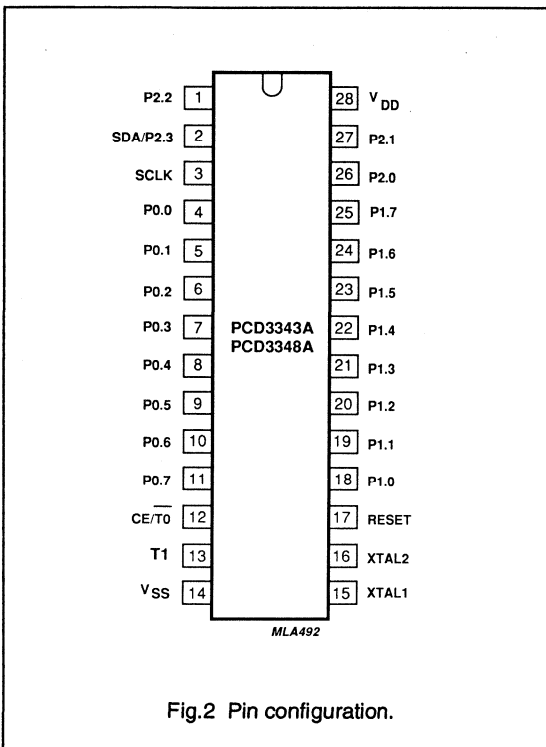 P2.2 1 28 VDD
SDA/P2.3 2 27 P2.1
SCLK 3 26 P2.0
P0.0 4 25 P1.7
P0.1 5 24 P1.6
P0.2 6 23 P1.5
P0.3 7 22 P1.4
PCD3343A
PCD3348A
P0.4 8 21 P1.3
P0.5 9 20 P1.2
P0.6 10 19 P1.1
P0.7 11 18 P1.0
CE/T0 12 17 RESET
T1 13 16 XTAL2
VSS 14 15 XTAL1
MLA492
Fig.2 Pin configuration.